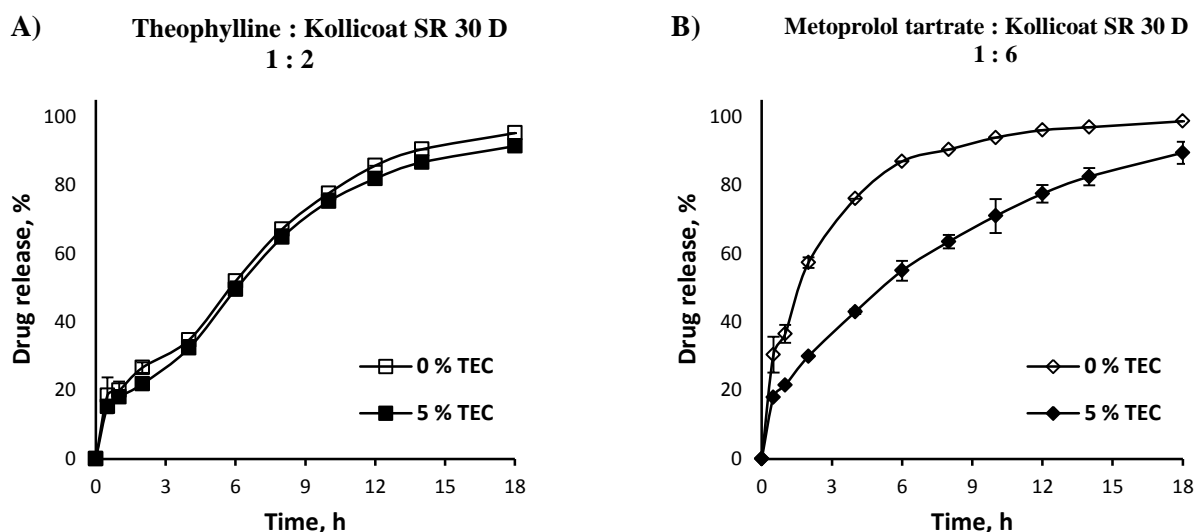 A)
Theophylline : Kollicoat SR 30 D
1 : 2
100
80
60
40
20
0
Drug release, %
0 % TEC
5 % TEC
0 3 6 9 12 15 18
Time, h
B)
Metoprolol tartrate : Kollicoat SR 30 D
1 : 6
100
80
60
40
20
0
Drug release, %
0 % TEC
5 % TEC
0 3 6 9 12 15 18
Time, h